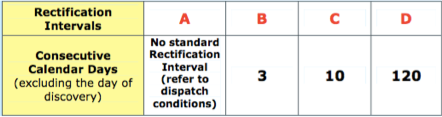 Rectification
Intervals
A
B
C
D
Consecutive
Calendar Days
(excluding the day of
discovery)
No standard
Rectification
Interval
(refer to
dispatch
conditions)
3
10
120